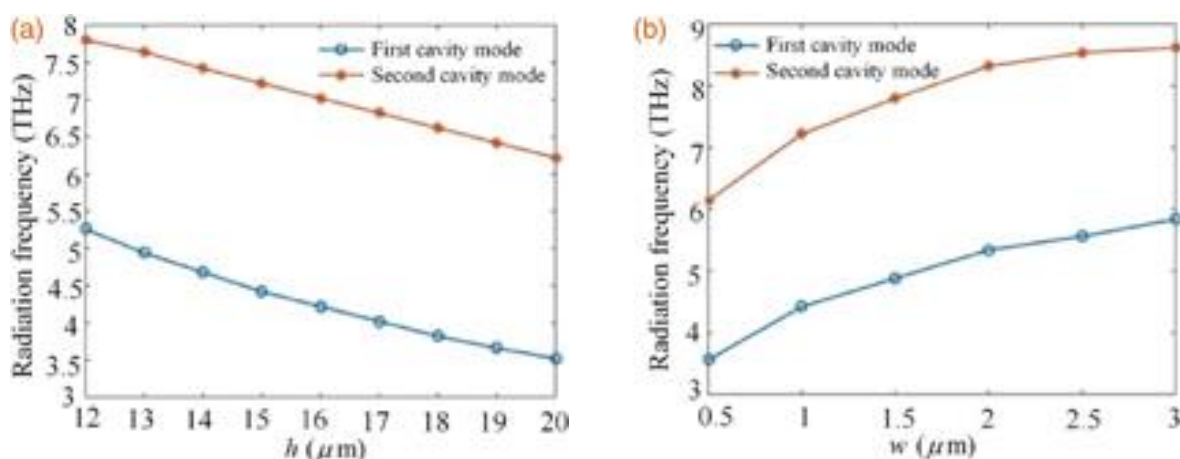 (a)
8
7.5
7
6.5
6
5.5
5
4.5
4
3.5
3
Radiation frequency (THz)
First cavity mode
Second cavity mode
12 13 14 15 16 17 18 19 20
h (μm)
(b)
9
8
7
6
5
4
3
Radiation frequency (THz)
First cavity mode
Second cavity mode
0.5 1 1.5 2 2.5 3
w (μm)